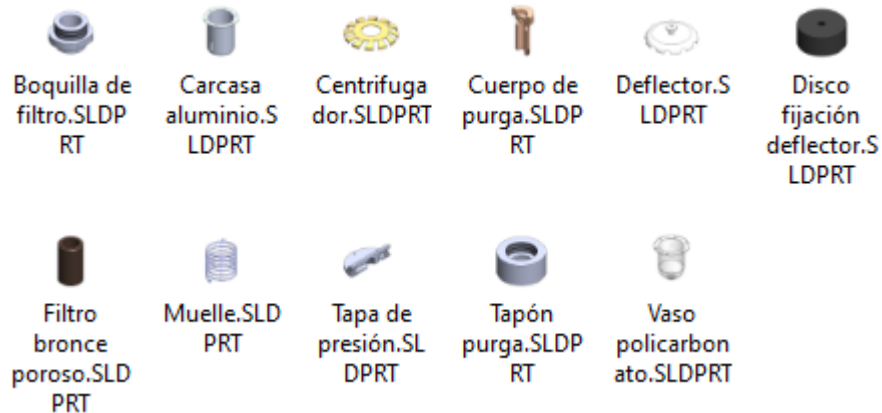 Boquilla de
filtro.SLDP
RT
Carcasa
aluminio.S
LDPRT
Centrifuga
dor.SLDPRT
Cuerpo de
purga.SLDP
RT
Deflector.S
LDPRT
Disco
fijación
deflector.S
LDPRT
Filtro
bronce
poroso.SLD
PRT
Muelle.SLD
PRT
Tapa de
presión.SL
DPRT
Tapón
purga.SLDP
RT
Vaso
policarbon
ato.SLDPRT